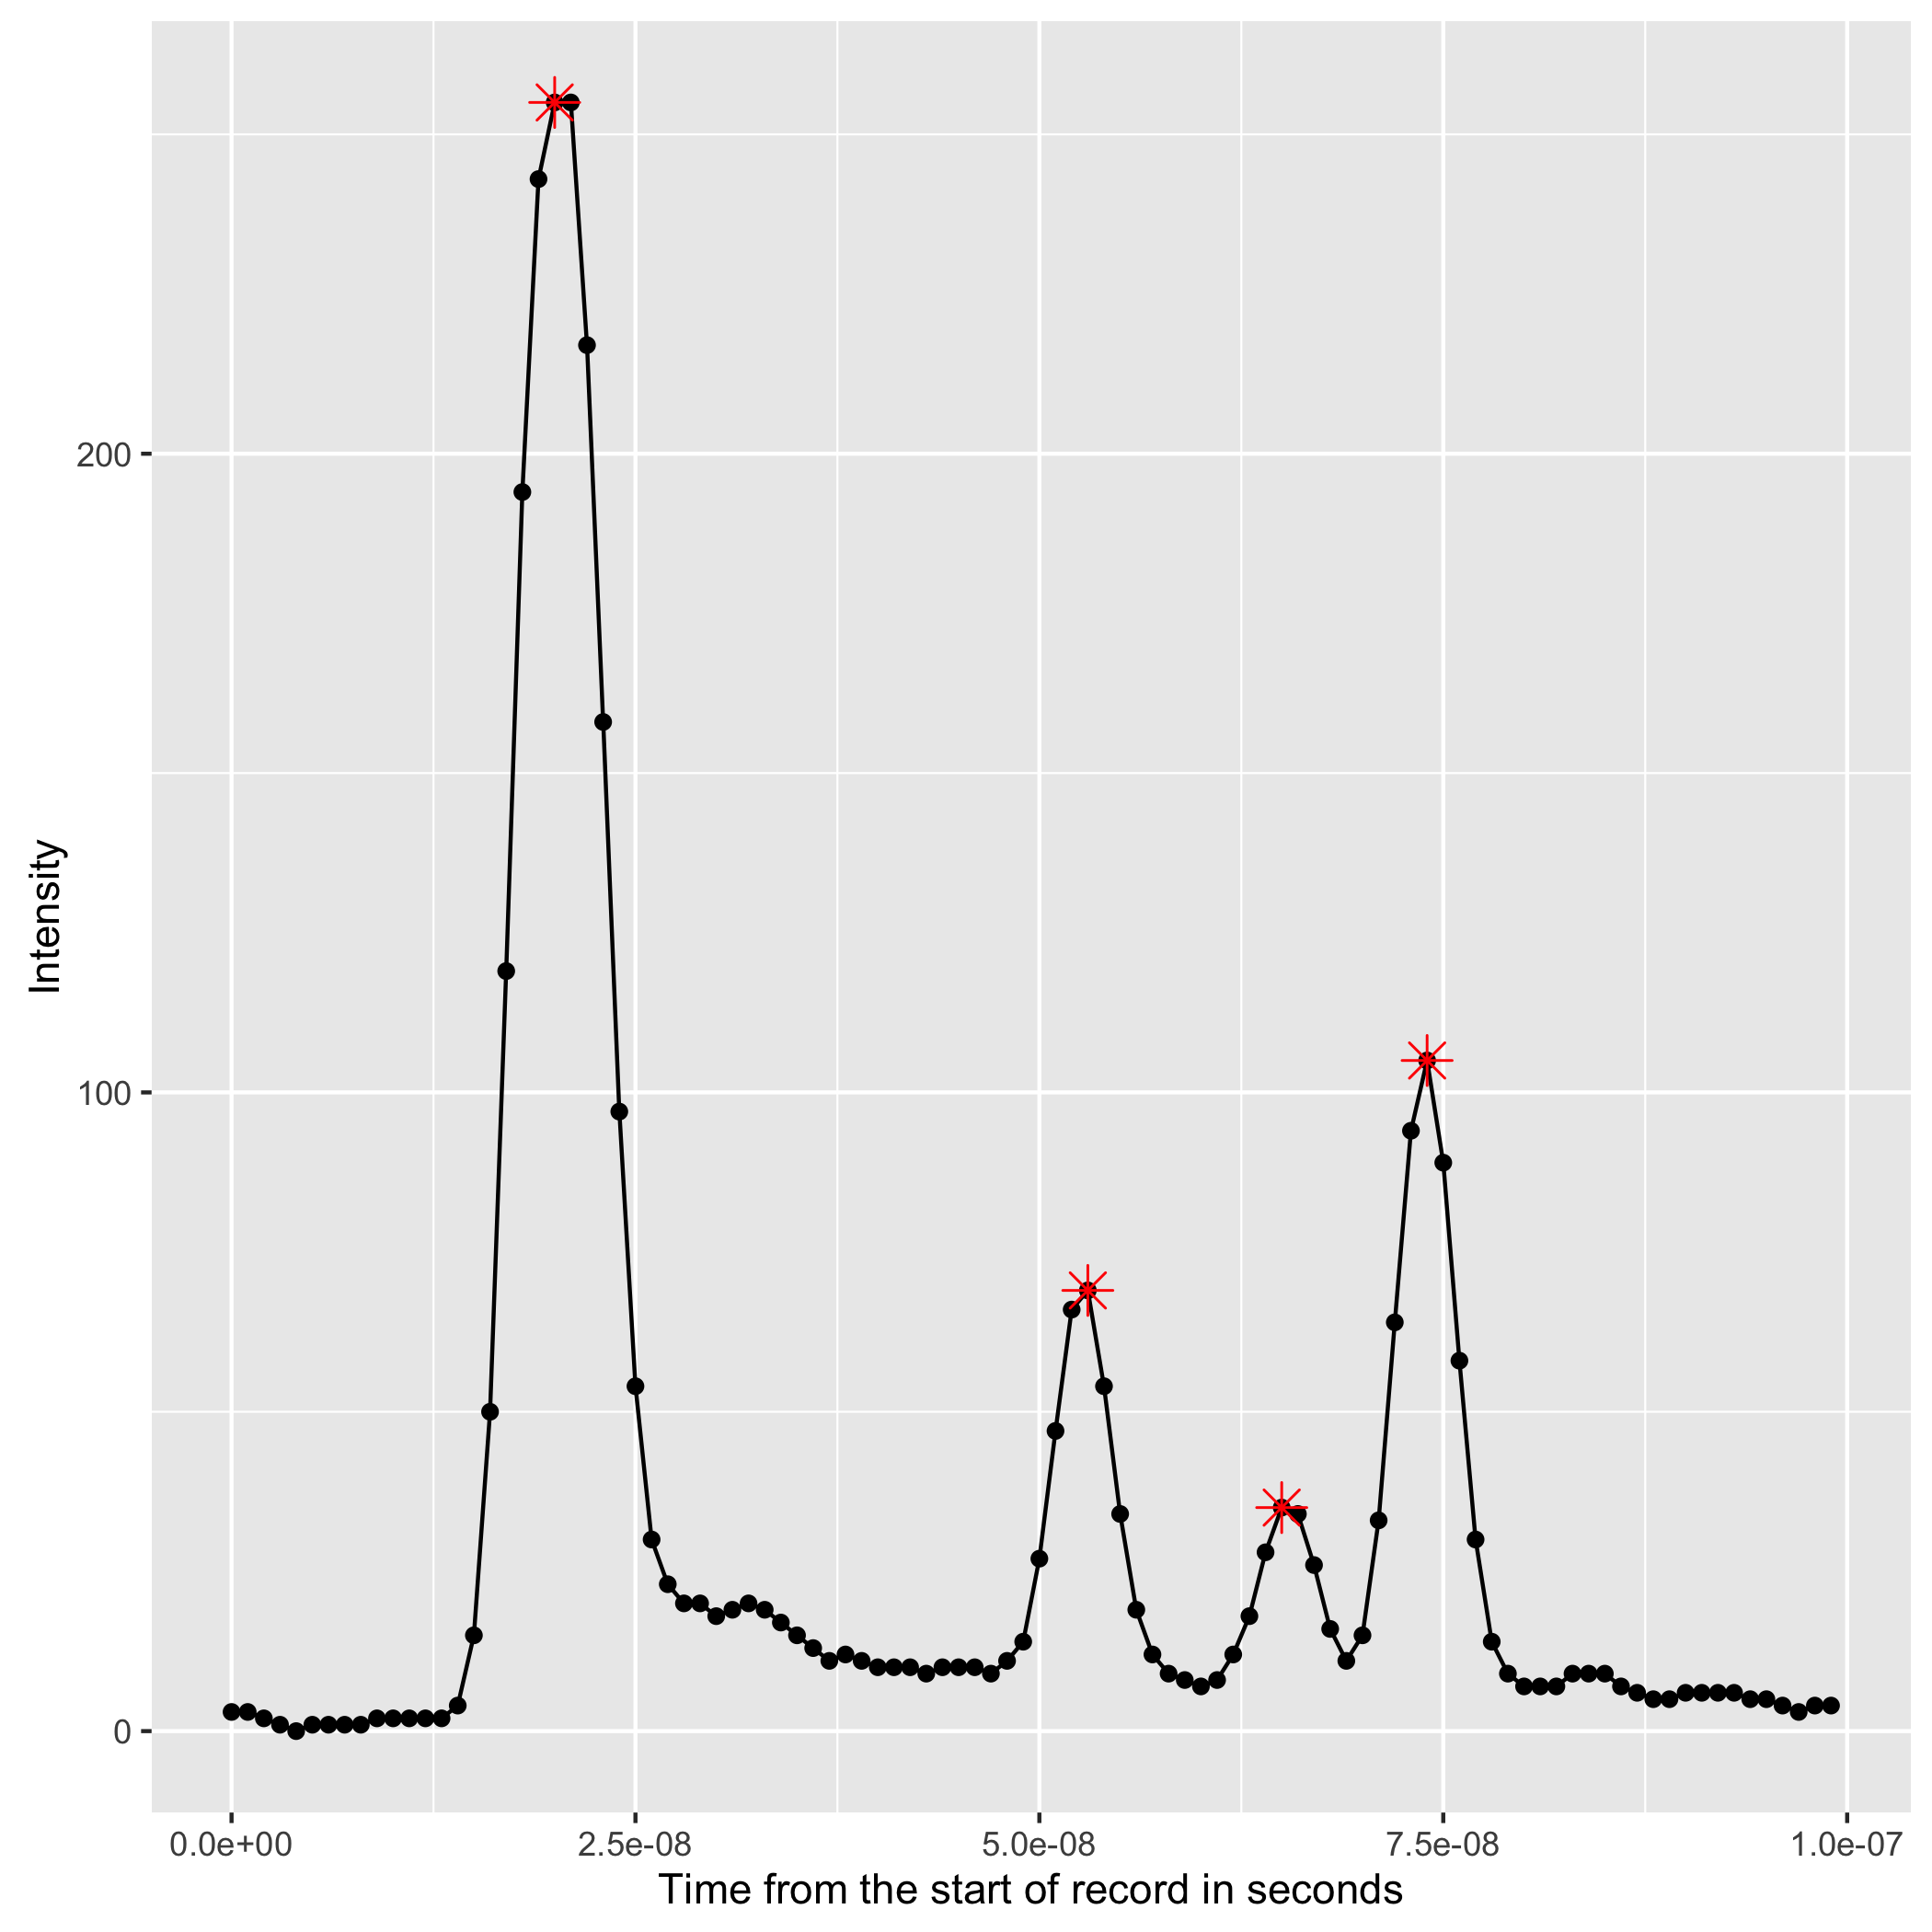 Intensity
200
100
0
0.0e+00 2.5e-08 5.0e-08 7.5e-08 1.0e-07
Time from the start of record in seconds